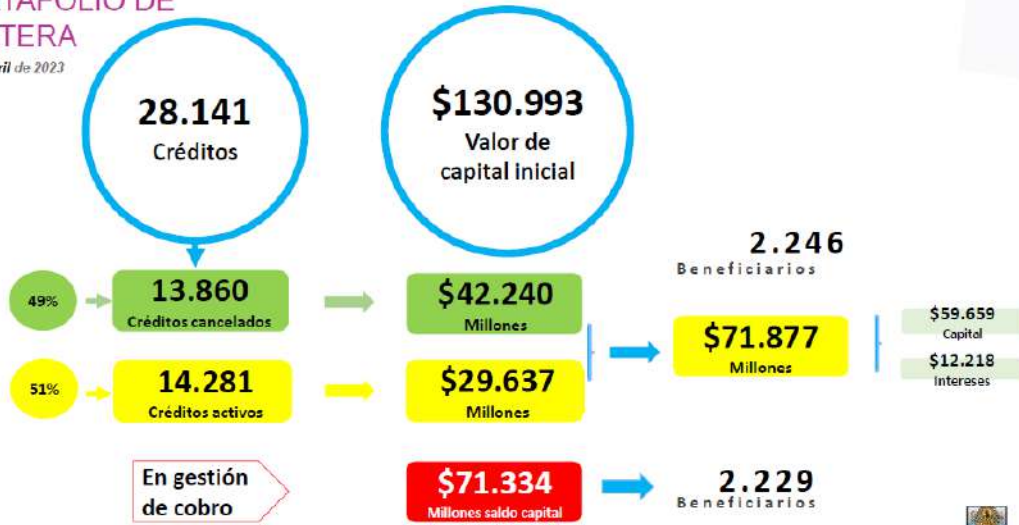 TAFOLIO DE
TERA
ril de 2023
28.141
Créditos
$130.993
Valor de
capital inicial
2.246
Beneficiarios
49%
13.860
Créditos cancelados
$42.240
Millones
$71.877
Millones
$59.659
Capital
$12.218
Intereses
51%
14.281
Créditos activos
$29.637
Millones
En gestión
de cobro
$71.334
Millones saldo capital
2.229
Beneficiarios